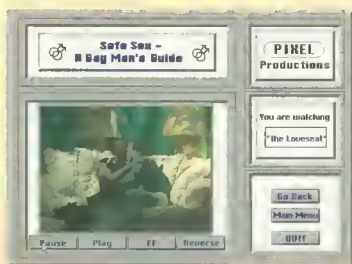 Safe Sex -
A Gay Man's Guide
PIXEL
Productions
You are watching
"The Loveseat"
Go Back
Main Menu
QUIT
Pause
Play
FF
Reverse